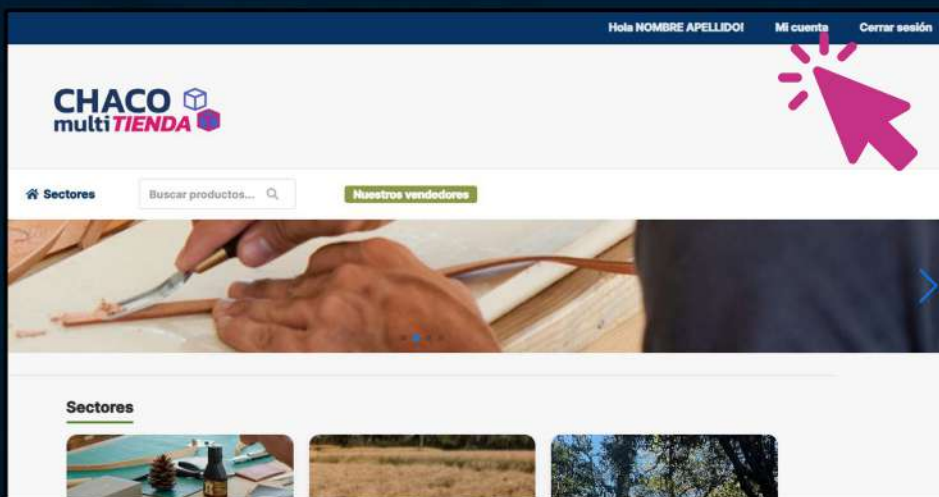 Hola NOMBRE APELLIDO! Mi cuenta Cerrar sesión
CHACO
multiTIENDA
Sectores Buscar productos... Nuestros vendedores
Sectores